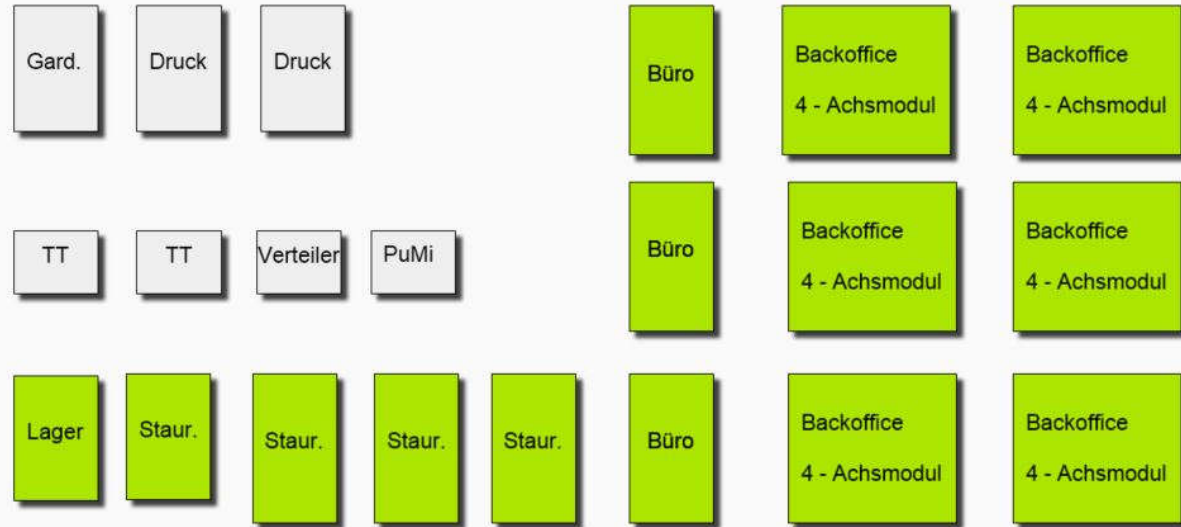 Gard.
Druck
Druck
Büro
Backoffice
4 - Achsmodul
Backoffice
4 - Achsmodul
TT
TT
Verteiler
PuMi
Büro
Backoffice
4 - Achsmodul
Backoffice
4 - Achsmodul
Lager
Staur.
Staur.
Staur.
Staur.
Büro
Backoffice
4 - Achsmodul
Backoffice
4 - Achsmodul